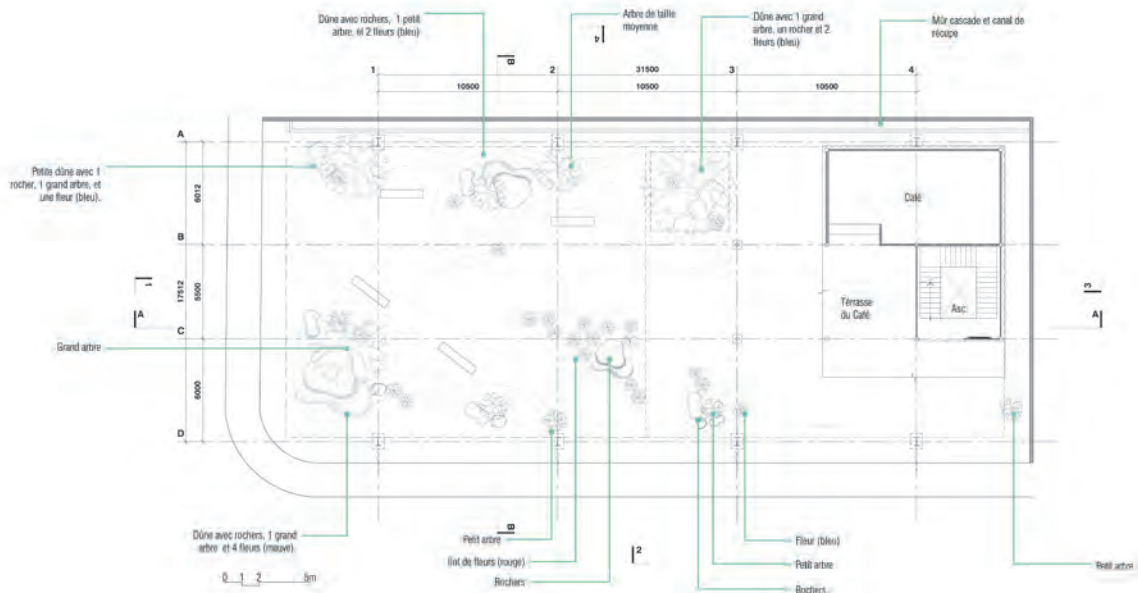 Dûne avec rochers, 1 petit
arbre, et 2 fleurs (bleu)
Arbre de taille
moyenne
Dûne avec 1 grand
arbre, un rocher et 2
fleurs (bleu)
Mûr cascade et canal de
récupe
4
B
1
2
31500
3
4
10500
10500
10500
A
Petite dûne avec 1
rocher, 1 grand arbre, et
une fleur (bleu).
6012
Café
B
1
17512
5500
A
Terrasse
du Café
Asc.
3
A
C
Grand arbre
6000
D
Dûne avec rochers, 1 grand
arbre et 4 fleurs (mauve)
B
Petit arbre
Ilot de fleurs (rouge)
Rochers
2
Fleur (bleu)
Petit arbre
Rochers
Petit arbre
0 1 2 5m